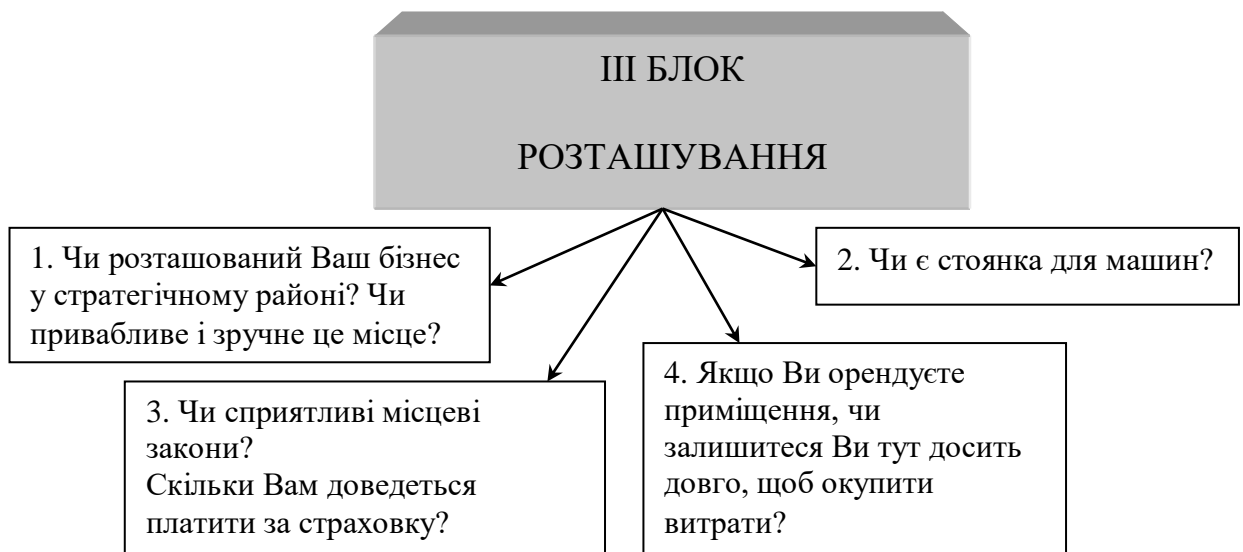 ІІІ БЛОК
РОЗТАШУВАННЯ
1. Чи розташований Ваш бізнес
у стратегічному районі? Чи
привабливе і зручне це місце?
2. Чи є стоянка для машин?
3. Чи сприятливі місцеві
закони?
Скільки Вам доведеться
платити за страховку?
4. Якщо Ви орендуєте
приміщення, чи
залишитеся Ви тут досить
довго, щоб окупити
витрати?